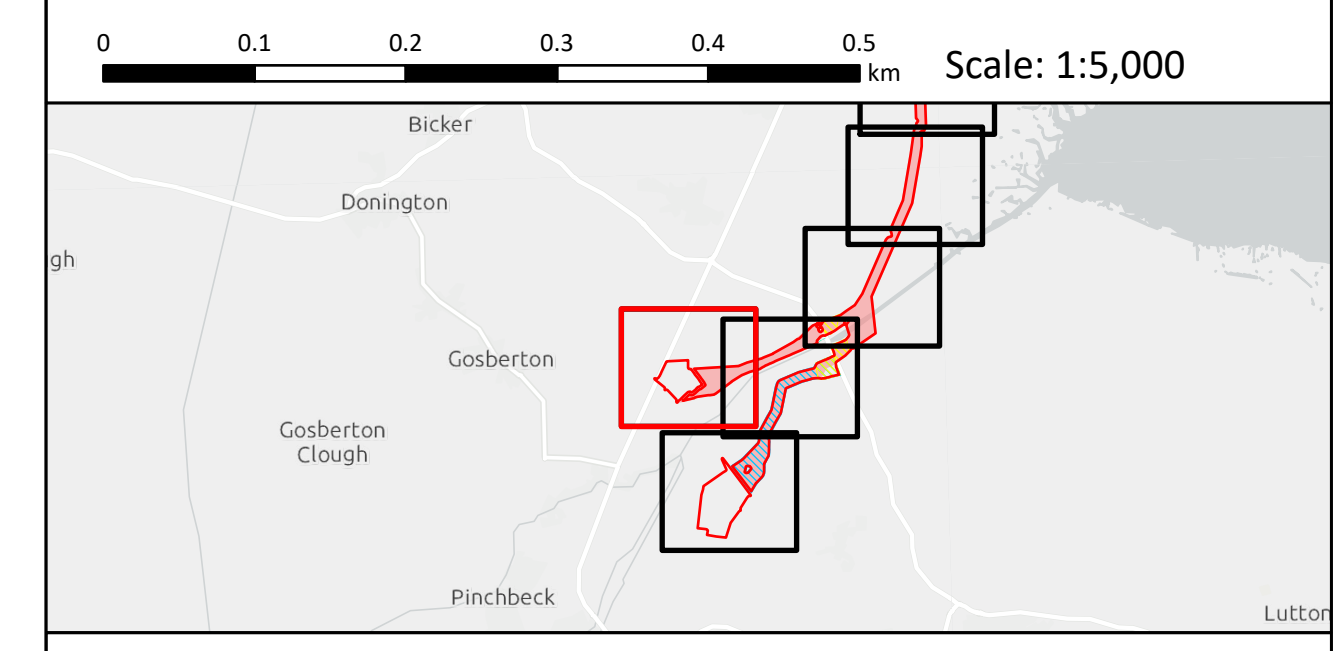 0 0.1 0.2 0.3 0.4 0.5
km
Scale: 1:5,000
Bicker
Donington
gh
Gosberton
Gosberton
Clough
Pinchbeck
Lutton